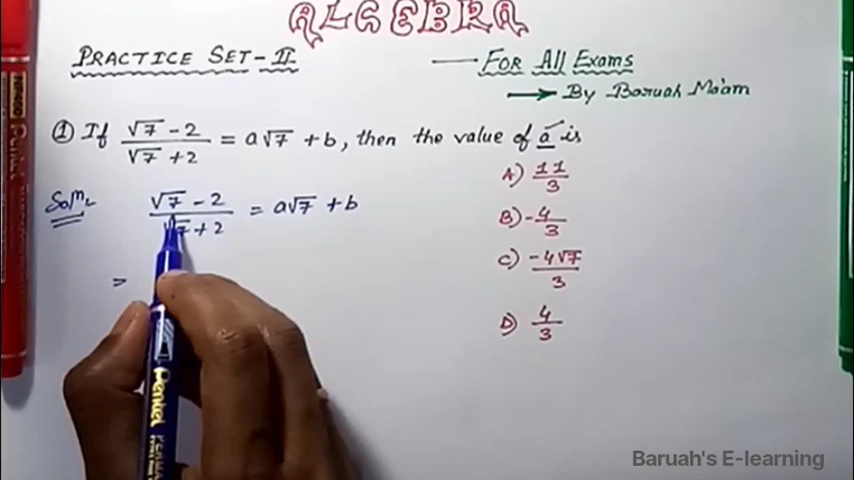 ALGEBRA
PRACTICE SET-II
FOR All Exams
By Baruah Ma'am
① If (√7 - 2)/(√7 + 2) = a√7 + b, then the value of a is
A) 11/3
B) -4/3
C) -4√7/3
D) 4/3
Solⁿ,
(√7 - 2)/(√7 + 2) = a√7 + b
=
Pentel
Baruah's E-learning